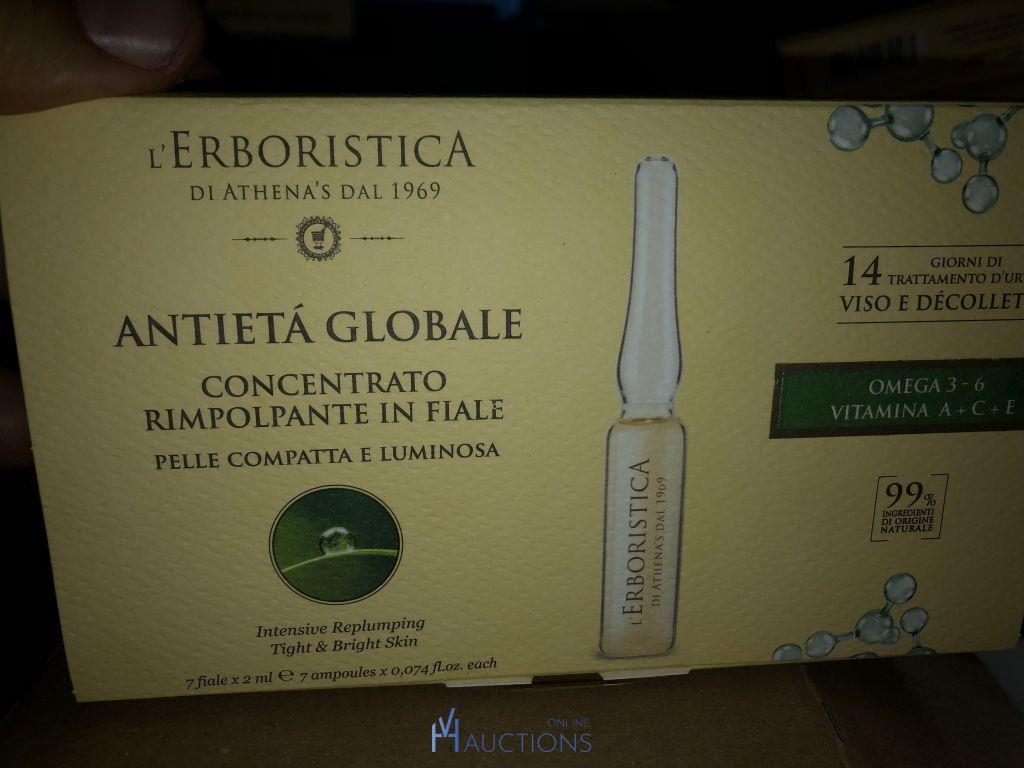 L'ERBORISTICA
DI ATHENA'S DAL 1969
ANTIETÁ GLOBALE
CONCENTRATO
RIMPOLPANTE IN FIALE
PELLE COMPATTA E LUMINOSA
Intensive Replumping
Tight & Bright Skin
7 fiale x 2 ml ℮ 7 ampoules x 0,074 fl.oz. each
L'ERBORISTICA
DI ATHENA'S DAL 1969
14 GIORNI DI
TRATTAMENTO D'UR
VISO E DÉCOLLET
OMEGA 3 - 6
VITAMINA A + C + E
99%
INGREDIENTI
DI ORIGINE
NATURALE
HV ONLINE
AUCTIONS